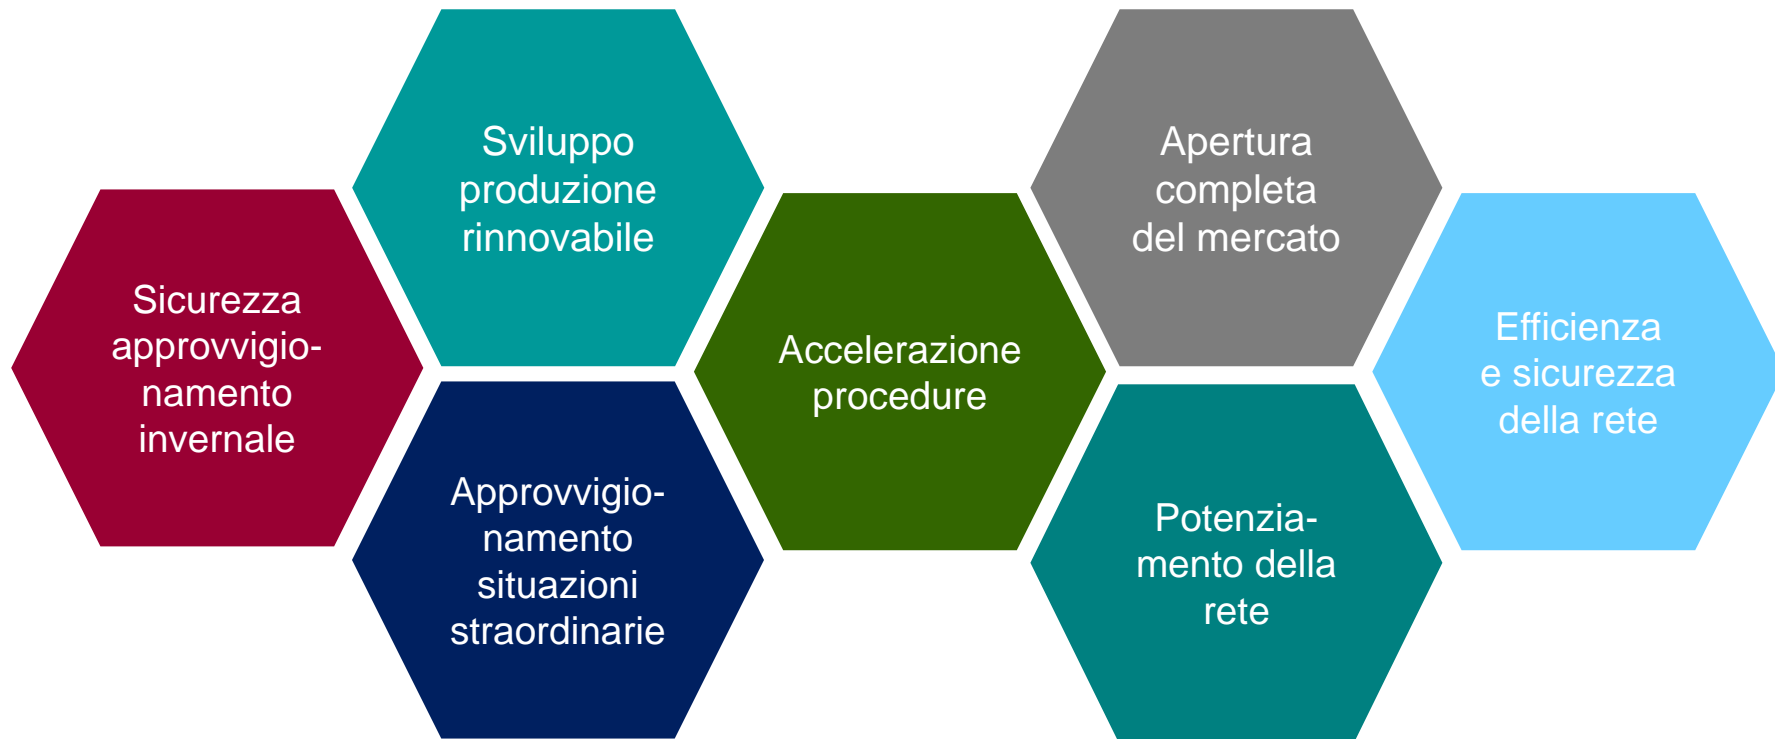 Sicurezza
approvvigio-
namento
invernale
Sviluppo
produzione
rinnovabile
Approvvigio-
namento
situazioni
straordinarie
Accelerazione
procedure
Apertura
completa
del mercato
Potenzia-
mento della
rete
Efficienza
e sicurezza
della rete